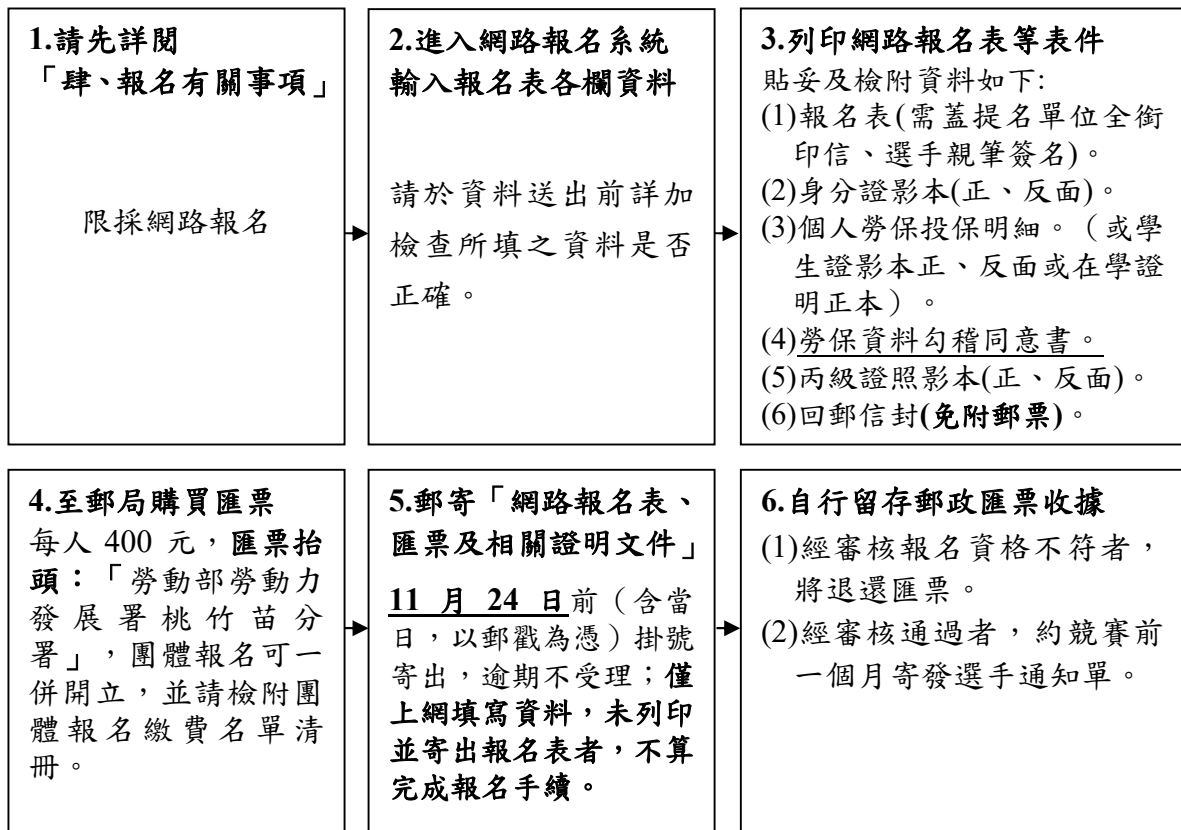 1.請先詳閱
「肆、報名有關事項」
限採網路報名
2.進入網路報名系統
輸入報名表各欄資料
請於資料送出前詳加
檢查所填之資料是否
正確。
3.列印網路報名表等表件
貼妥及檢附資料如下:
(1)報名表(需蓋提名單位全銜
印信、選手親筆簽名)。
(2)身分證影本(正、反面)。
(3)個人勞保投保明細。（或學
生證影本正、反面或在學證
明正本）。
(4)勞保資料勾稽同意書。
(5)丙級證照影本(正、反面)。
(6)回郵信封(免附郵票)。
4.至郵局購買匯票
每人 400 元，匯票抬
頭：「勞動部勞動力
發展署桃竹苗分
署」，團體報名可一
併開立，並請檢附團
體報名繳費名單清
冊。
5.郵寄「網路報名表、
匯票及相關證明文件」
11 月 24 日前（含當
日，以郵戳為憑）掛號
寄出，逾期不受理；僅
上網填寫資料，未列印
並寄出報名表者，不算
完成報名手續。
6.自行留存郵政匯票收據
(1)經審核報名資格不符者，
將退還匯票。
(2)經審核通過者，約競賽前
一個月寄發選手通知單。